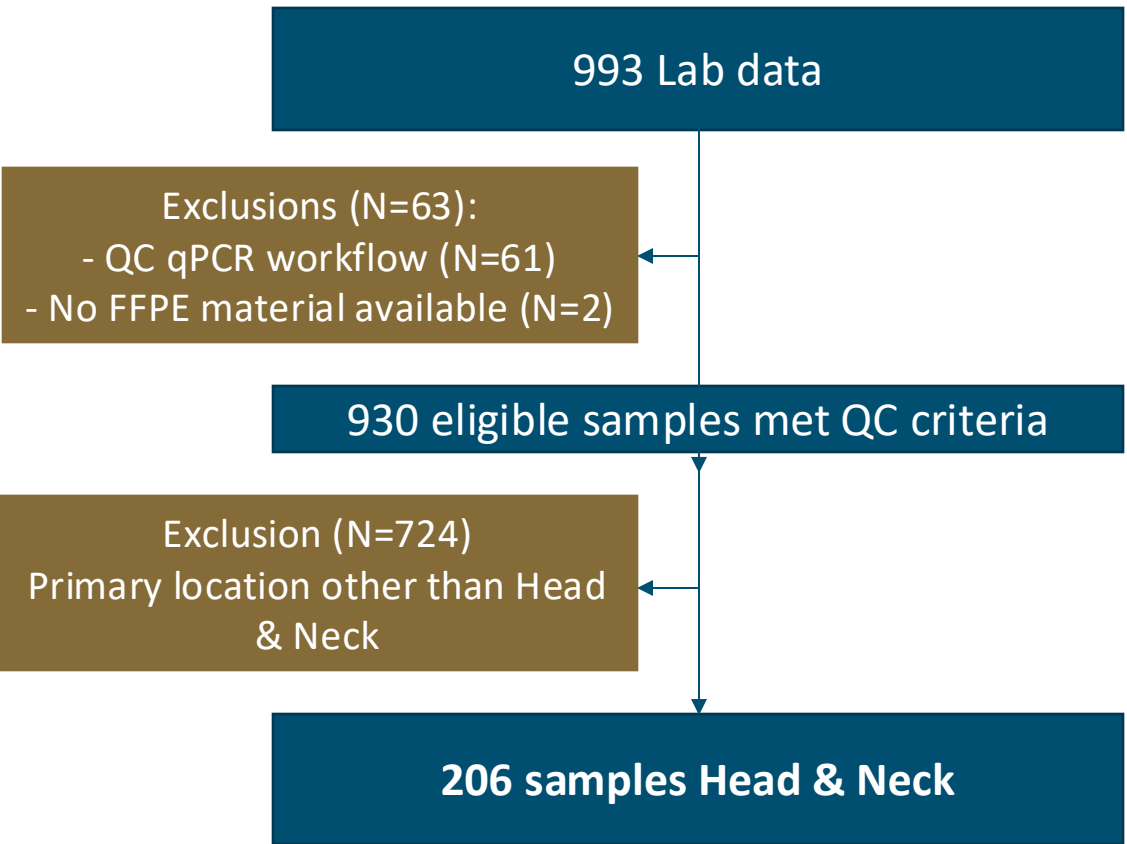 993 Lab data
Exclusions (N=63):
- QC qPCR workflow (N=61)
- No FFPE material available (N=2)
930 eligible samples met QC criteria
Exclusion (N=724)
Primary location other than Head
& Neck
206 samples Head & Neck